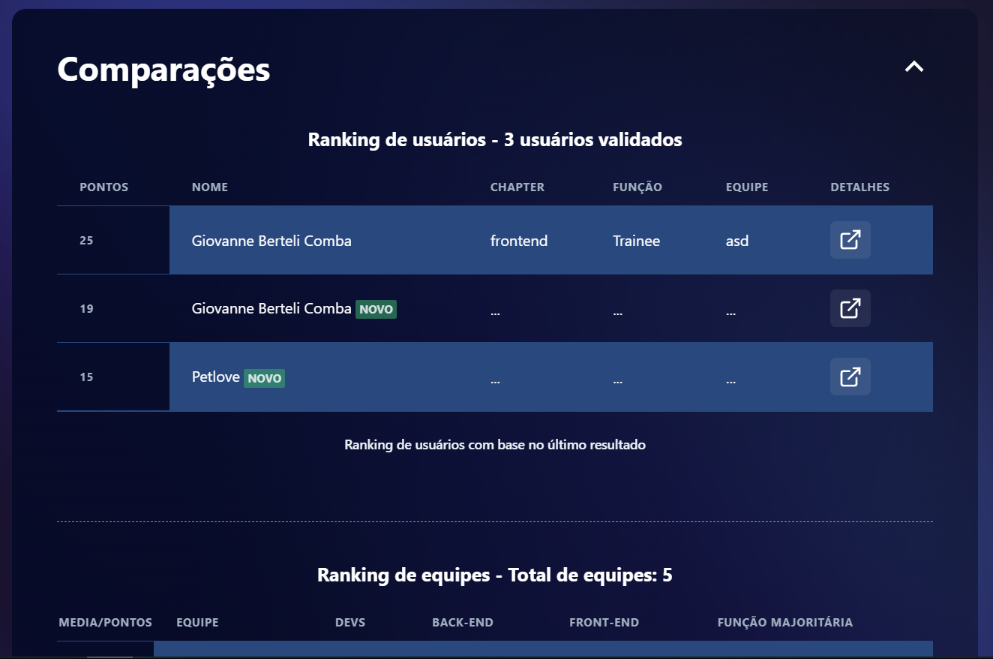 Comparações
Ranking de usuários - 3 usuários validados
PONTOS NOME CHAPTER FUNÇÃO EQUIPE DETALHES
25 Giovanne Berteli Comba frontend Trainee asd
19 Giovanne Berteli Comba NOVO ... ... ...
15 Petlove NOVO ... ... ...
Ranking de usuários com base no último resultado
Ranking de equipes - Total de equipes: 5
MEDIA/PONTOS EQUIPE DEVS BACK-END FRONT-END FUNÇÃO MAJORITÁRIA